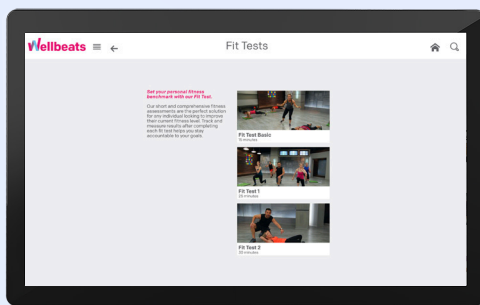 Wellbeats
Fit Tests
Get your personal fitness
benchmark with our Fit Test.
Our short and comprehensive fitness
assessments are the perfect solution
for any individual looking to improve
their current fitness level. Track and
measure results after completing
each fit test helps you stay
accountable to your goals.
Fit Test Basic
15 minutes
Fit Test 1
25 minutes
Fit Test 2
35 minutes